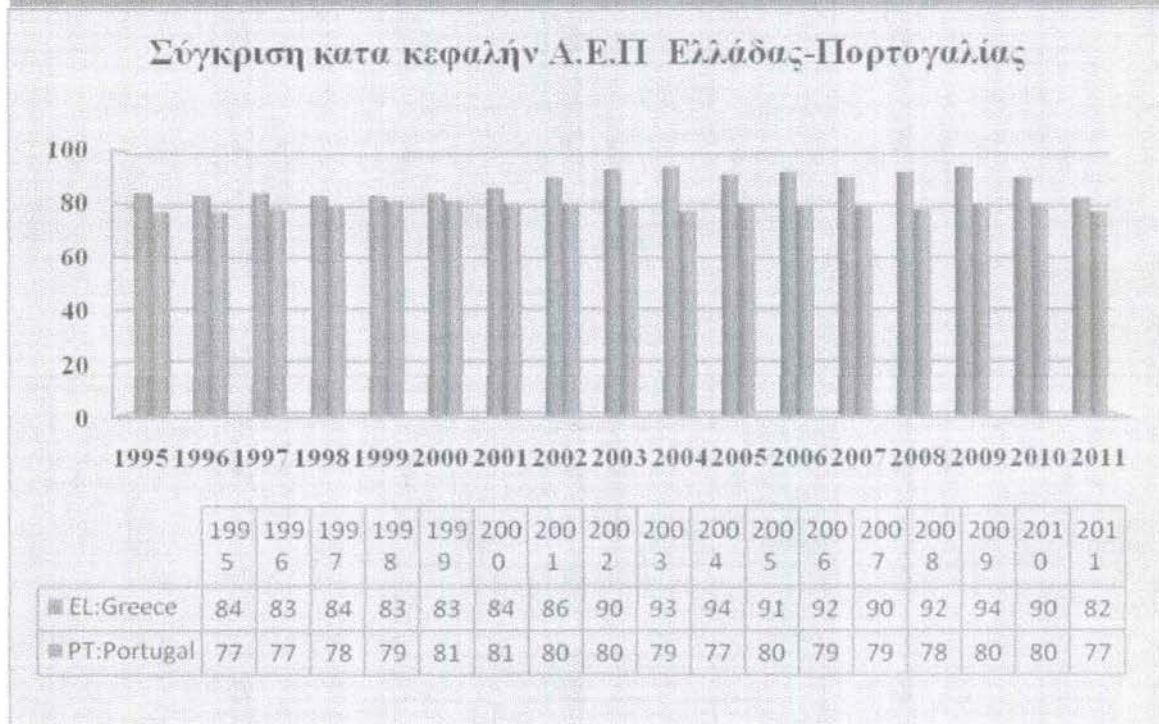 Σύγκριση κατα κεφαλήν Α.Ε.Π Ελλάδας-Πορτογαλίας
100
80
60
40
20
0
1995 1996 1997 1998 1999 2000 2001 2002 2003 2004 2005 2006 2007 2008 2009 2010 2011
199 199 199 199 199 200 200 200 200 200 200 200 200 200 200 201 201
5 6 7 8 9 0 1 2 3 4 5 6 7 8 9 0 1
EL:Greece 84 83 84 83 83 84 86 90 93 94 91 92 90 92 94 90 82
PT:Portugal 77 77 78 79 81 81 80 80 79 77 80 79 79 78 80 80 77